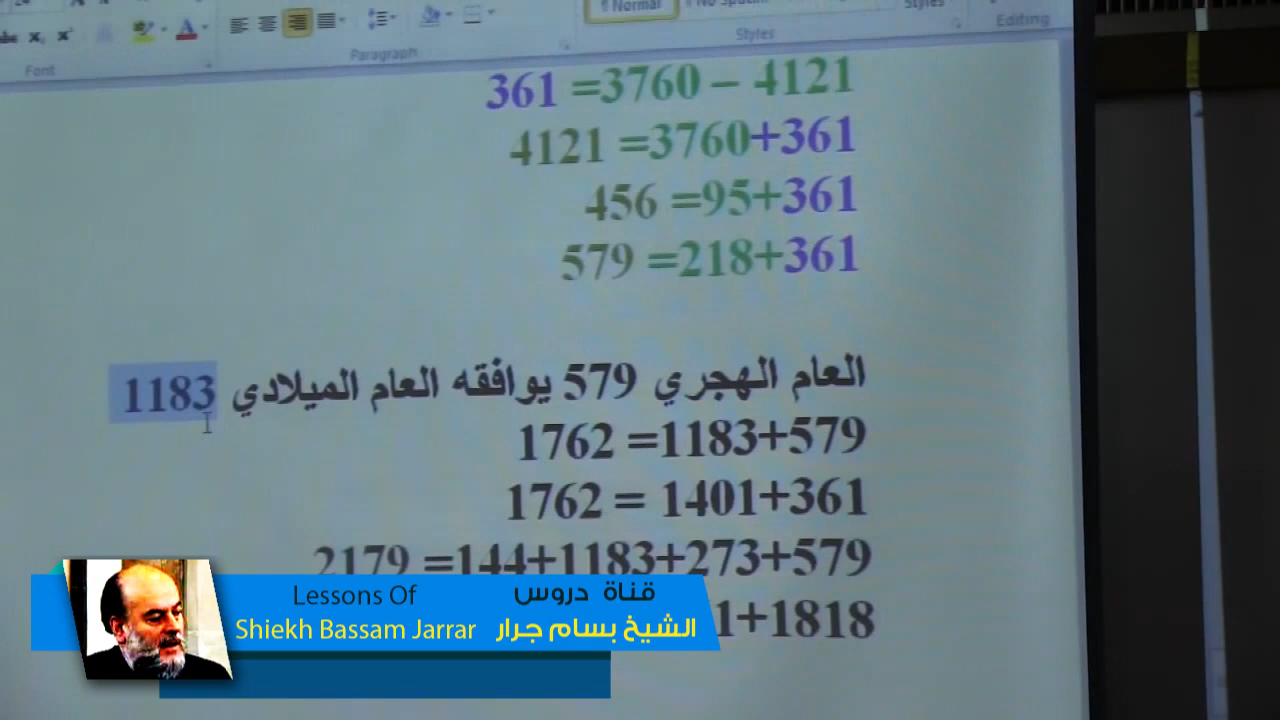 Normal
Paragraph
Styles
Editing
Font
361 =3760 – 4121
4121 =3760+361
456 =95+361
579 =218+361
العام الهجري 579 يوافقه العام الميلادي 1183
1762 =1183+579
1762 = 1401+361
2179 =144+1183+273+579
1+1818
Lessons Of
Shiekh Bassam Jarrar
قناة دروس
الشيخ بسام جرار